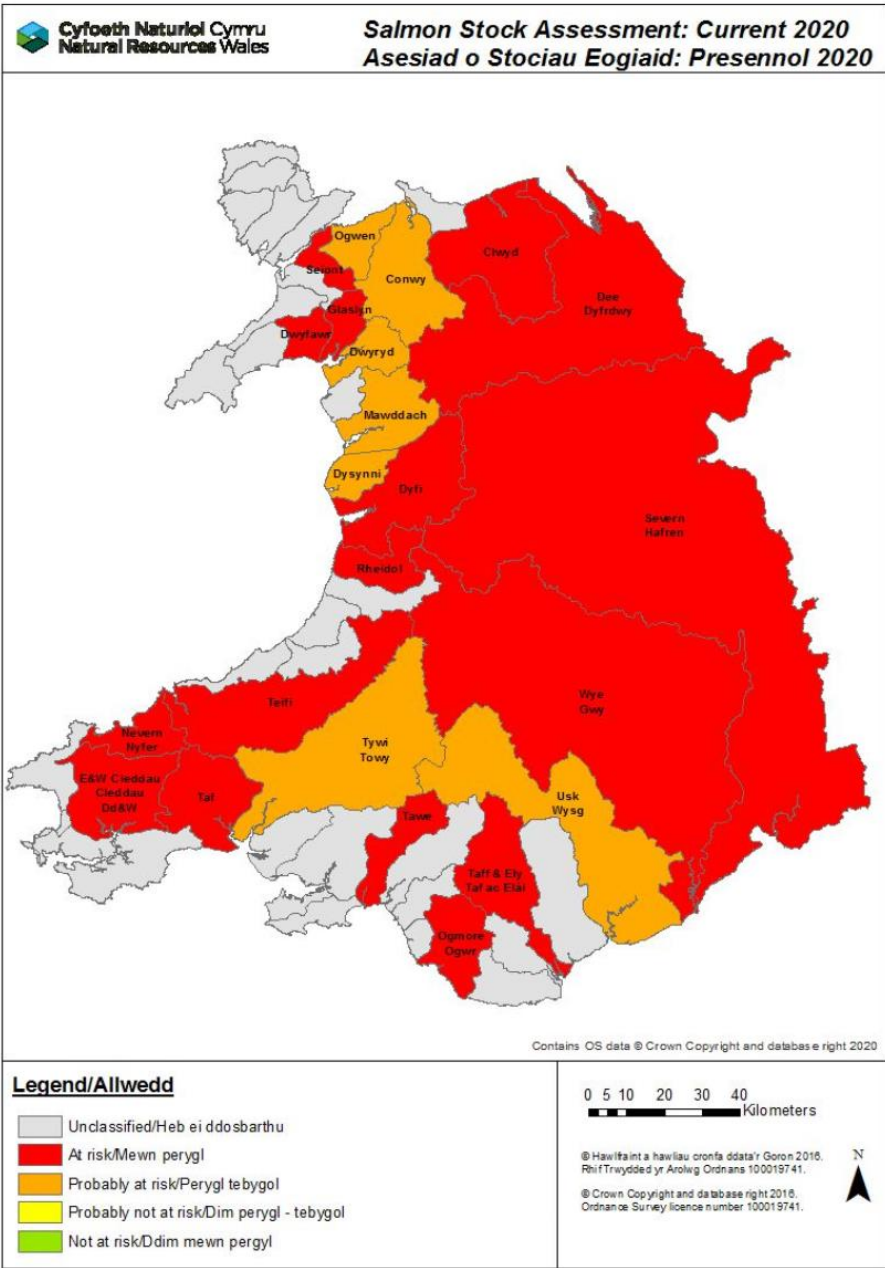 Cyfoeth Naturiol Cymru
Natural Resources Wales
Salmon Stock Assessment: Current 2020
Asesiad o Stociau Eogiaid: Presennol 2020
Ogwen
Conwy
Clwyd
Seiont
Dee
Dyfrdwy
Glaslyn
Dwyfawr
Dwyryd
Mawddach
Dysynni
Dyfi
Severn
Hafren
Rheidol
Teifi
Wye
Gwy
Nevern
Nyfer
Tywi
Towy
E&W Cleddau
Cleddau
Dd&W
Taf
Usk
Wysg
Tawe
Taff & Ely
Taf ac Elai
Ogmore
Ogwr
Contains OS data © Crown Copyright and database right 2020
Legend/Allwedd
Unclassified/Heb ei ddosbarthu
At risk/Mewn perygl
Probably at risk/Perygl tebygol
Probably not at risk/Dim perygl - tebygol
Not at risk/Ddim mewn pergyl
0 5 10 20 30 40
Kilometers
© Hawlfraint a hawliau cronfa ddata'r Goron 2016.
Rhif Trwydded yr Arolwg Ordnans 100019741.
© Crown Copyright and database right 2016.
Ordnance Survey licence number 100019741.
N